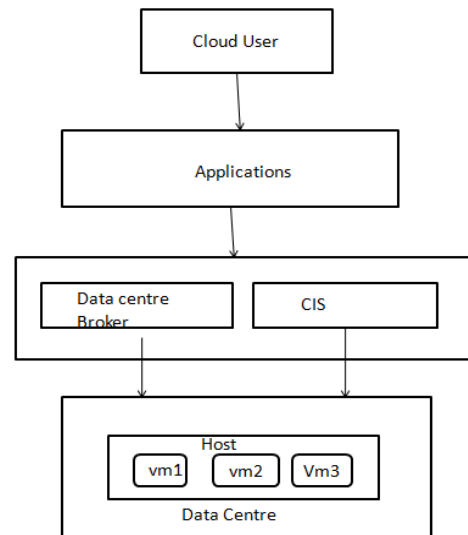 Cloud User
Applications
Data centre
Broker
CIS
Host
vm1
vm2
Vm3
Data Centre